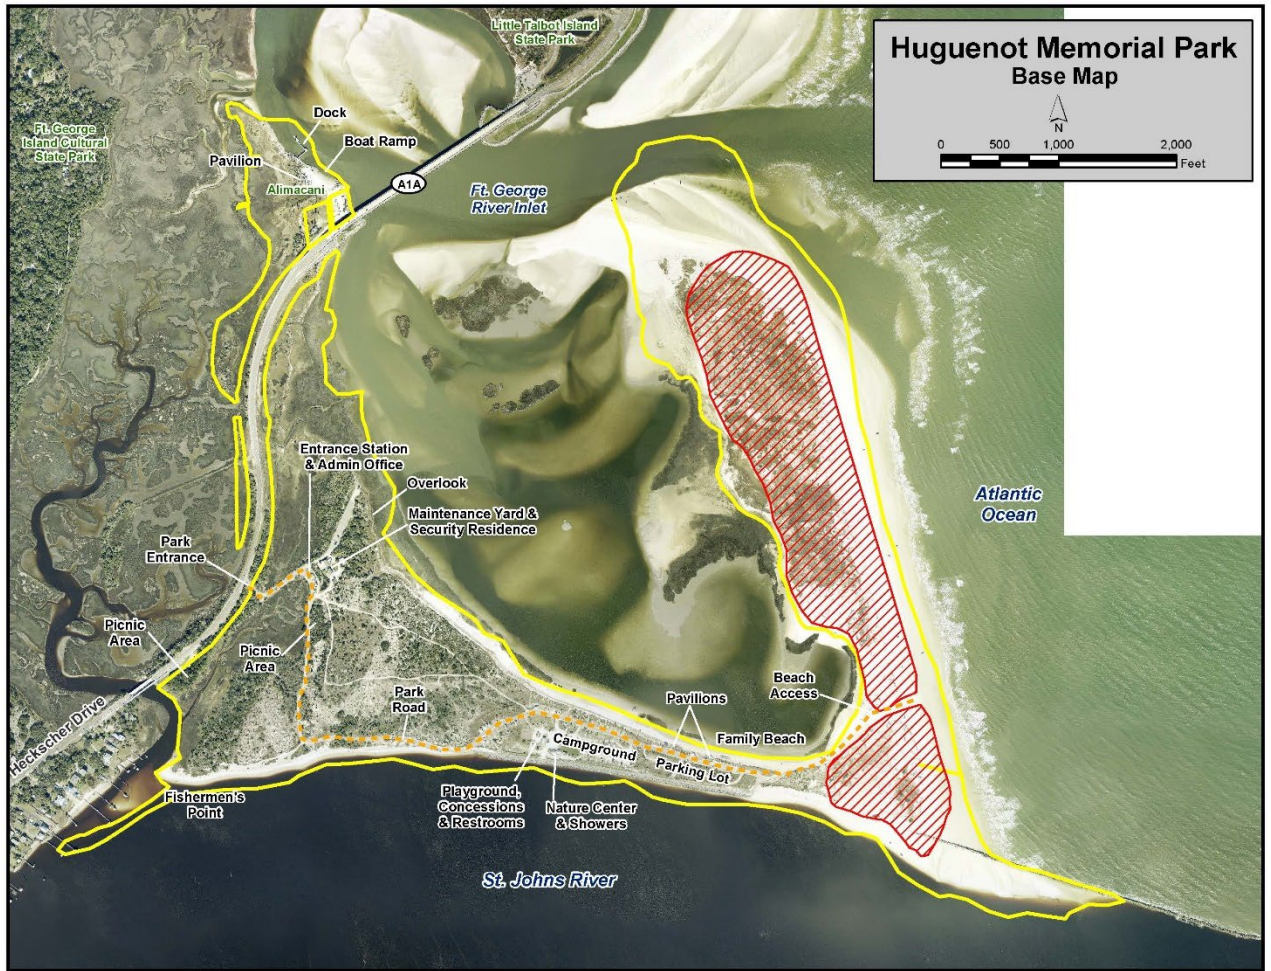 Little Talbot Island
State Park
Huguenot Memorial Park
Base Map
N
0 500 1,000 2,000
Feet
Ft. George
Island Cultural
State Park
Dock
Boat Ramp
Pavilion
Alimacani
A1A
Ft. George
River Inlet
Entrance Station
& Admin Office
Overlook
Maintenance Yard &
Security Residence
Atlantic
Ocean
Park
Entrance
Picnic
Area
Picnic
Area
Park
Road
Beach
Access
Pavilions
Family Beach
Heckscher Drive
Campground
Parking Lot
Fishermen's
Point
Playground,
Concessions
& Restrooms
Nature Center
& Showers
St. Johns River